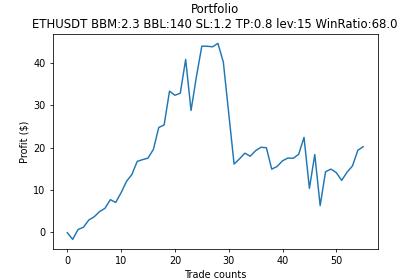 Portfolio
ETHUSDT BBM:2.3 BBL:140 SL:1.2 TP:0.8 lev:15 WinRatio:68.0
Profit ($)
40
30
20
10
0
0 10 20 30 40 50
Trade counts